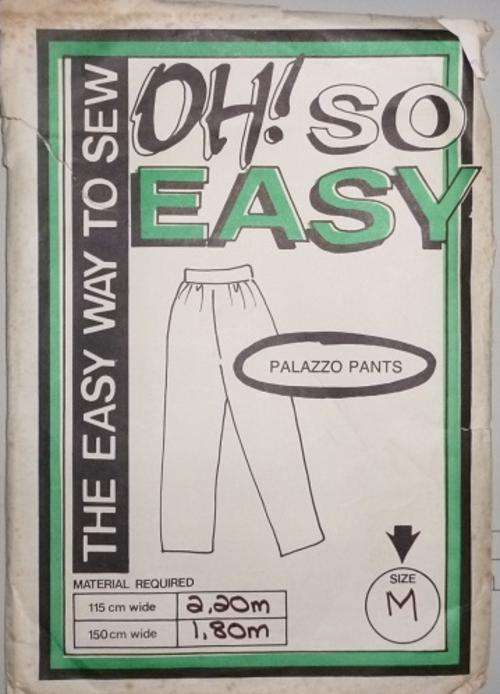 OH! SO
EASY
THE EASY WAY TO SEW
PALAZZO PANTS
MATERIAL REQUIRED
115 cm wide 2,20m
150 cm wide 1,80m
SIZE
M